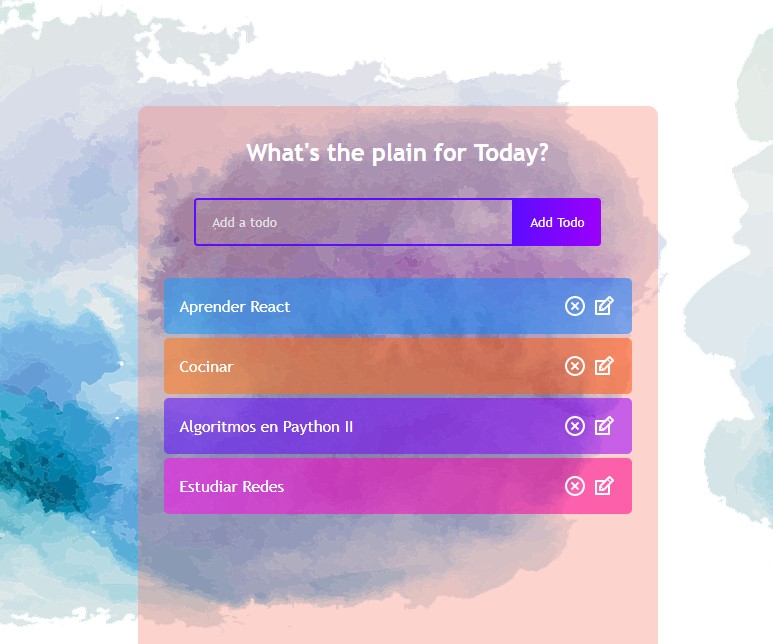 What's the plain for Today?
Add a todo
Add Todo
Aprender React
Cocinar
Algoritmos en Paython II
Estudiar Redes